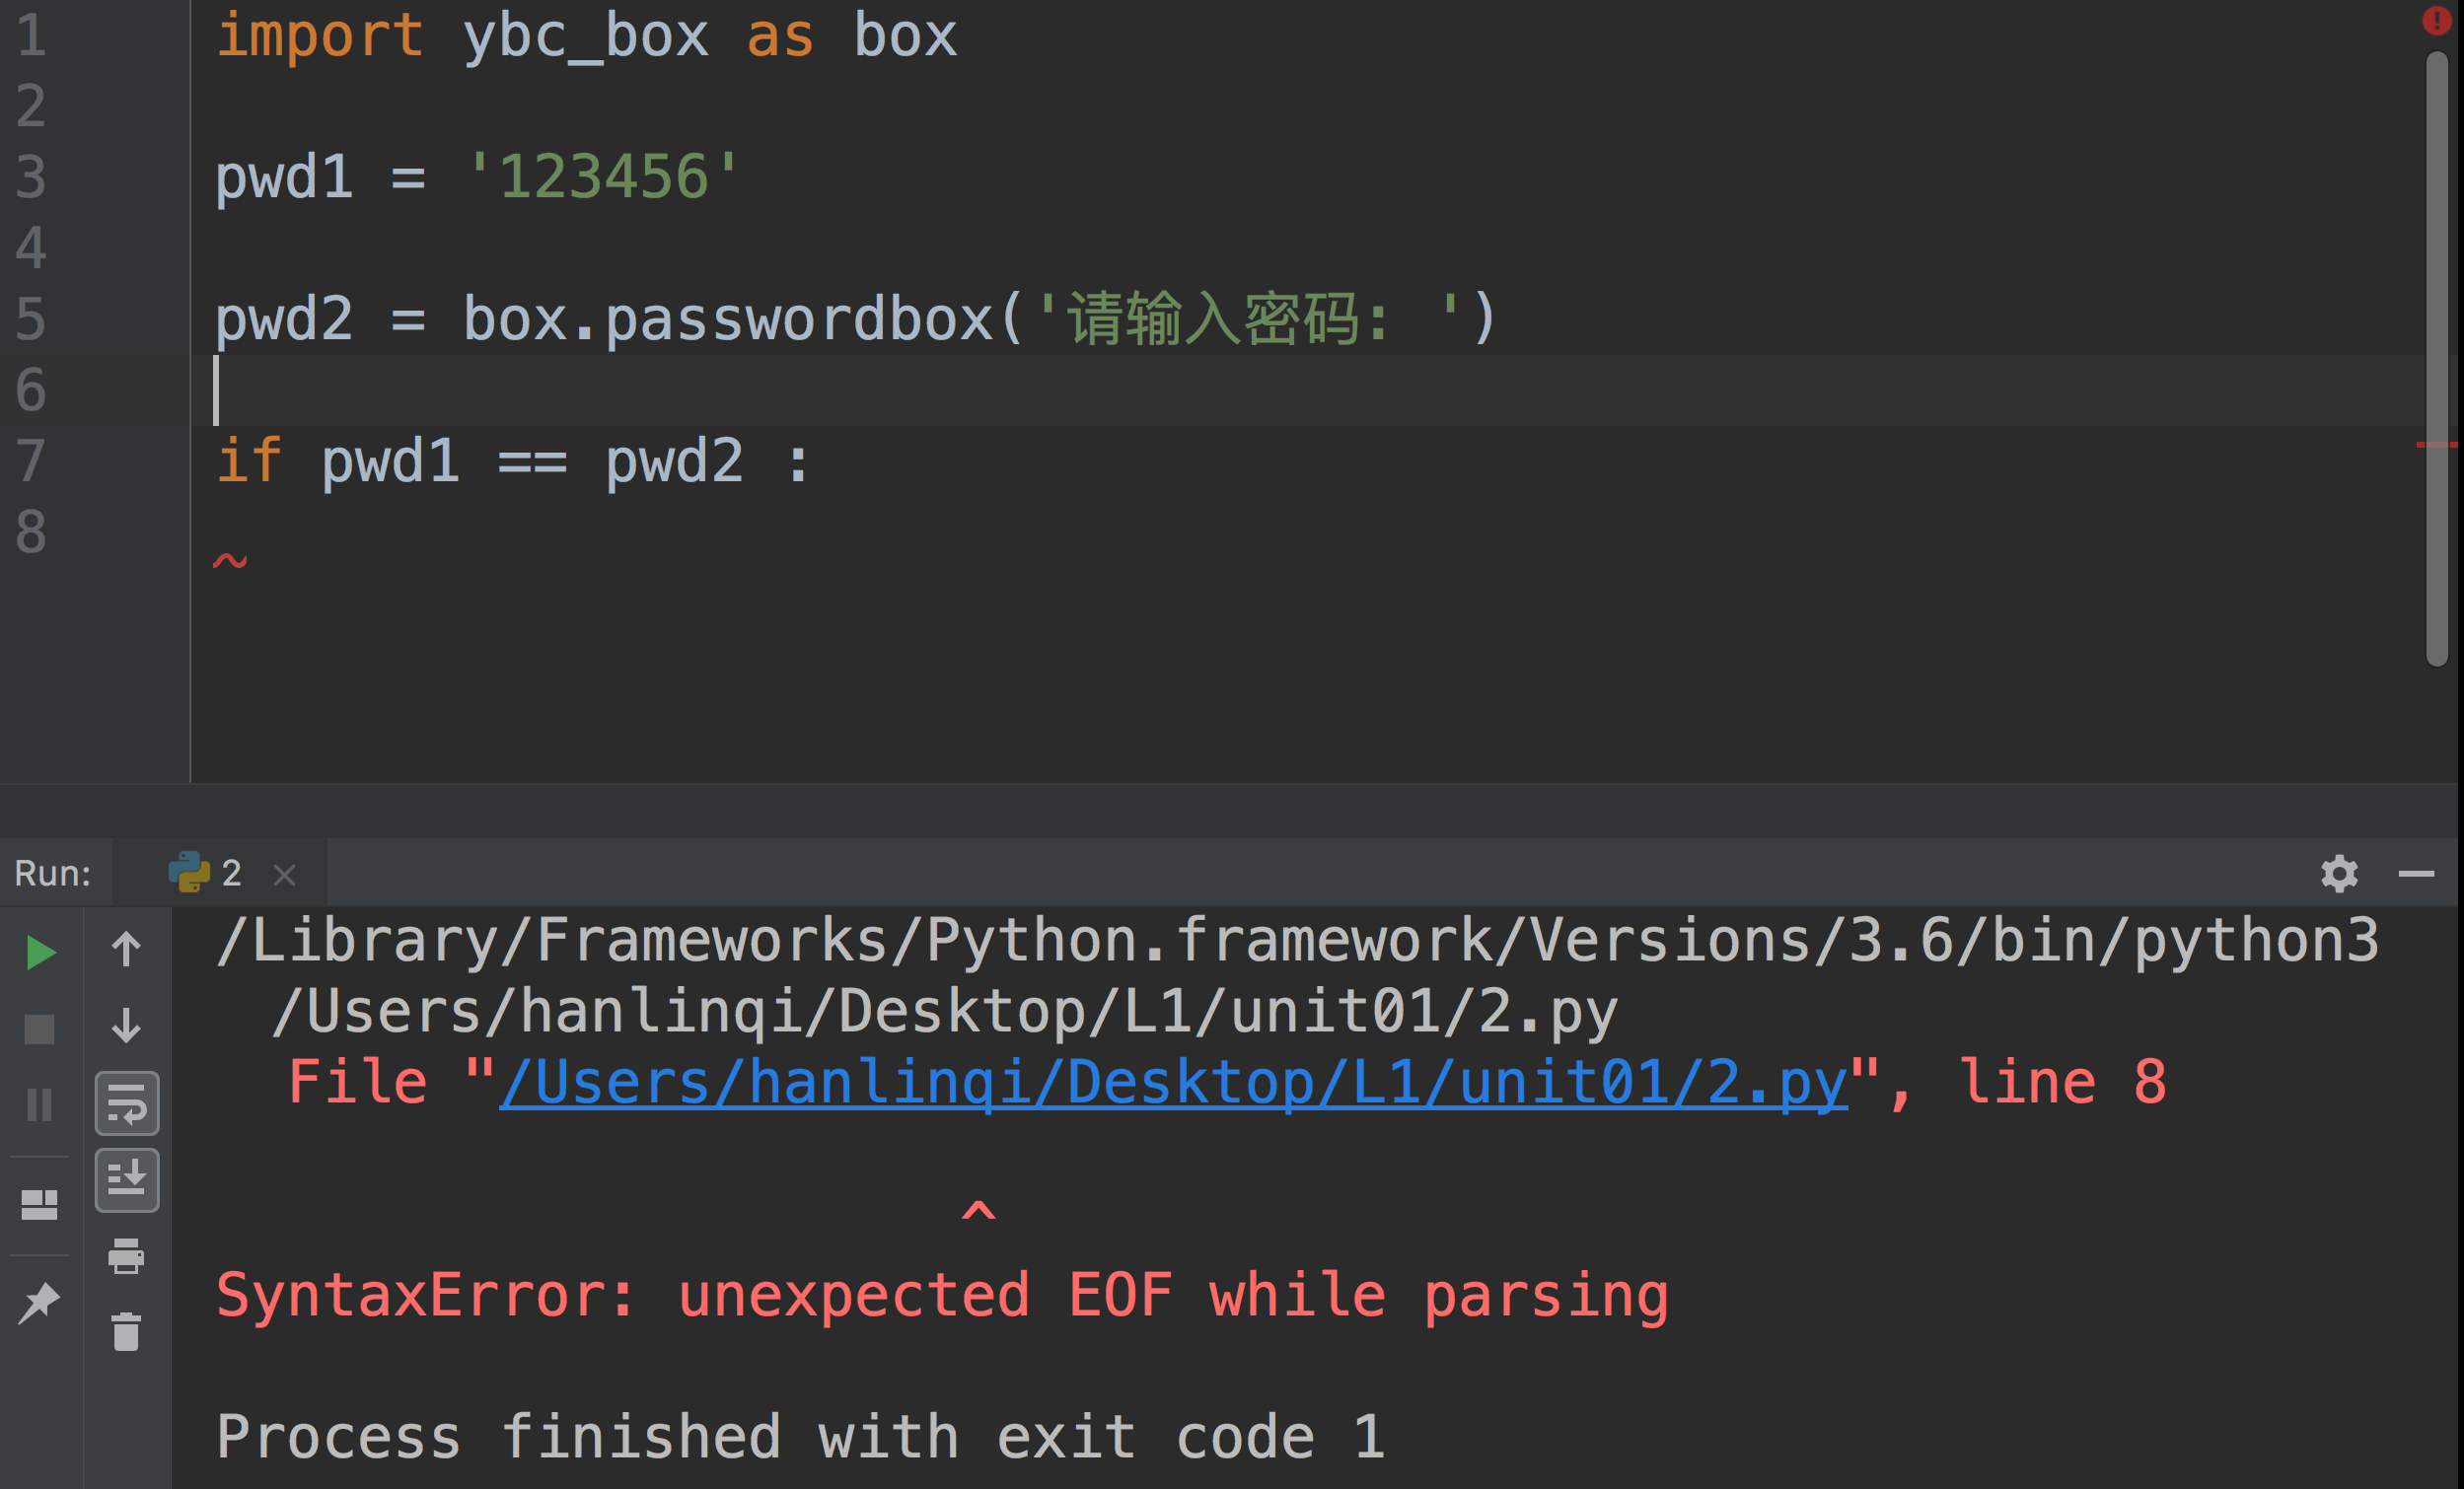 1 import ybc_box as box
2
3 pwd1 = '123456'
4
5 pwd2 = box.passwordbox('请输入密码: ')
6
7 if pwd1 == pwd2 :
8
Run: 2 ×
/Library/Frameworks/Python.framework/Versions/3.6/bin/python3
/Users/hanlinqi/Desktop/L1/unit01/2.py
File "/Users/hanlinqi/Desktop/L1/unit01/2.py", line 8
^
SyntaxError: unexpected EOF while parsing
Process finished with exit code 1